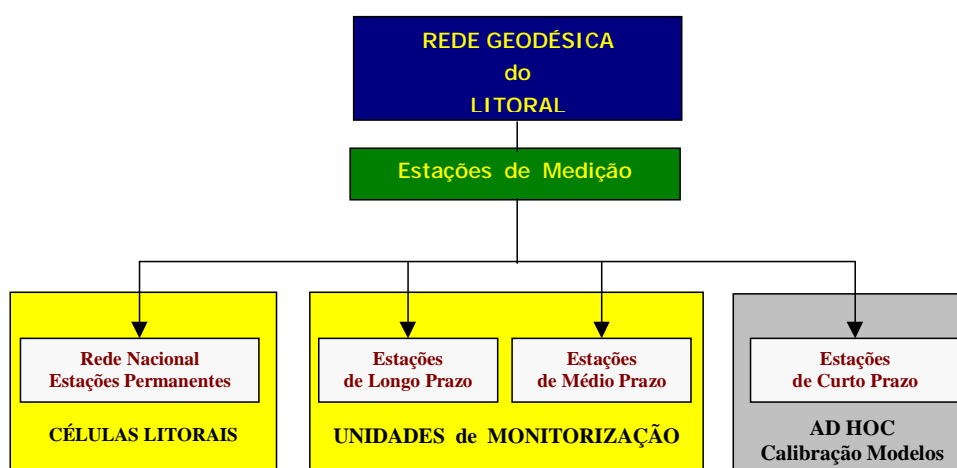 REDE GEODÉSICA
do
LITORAL
Estações de Medição
Rede Nacional
Estações Permanentes
CÉLULAS LITORAIS
Estações
de Longo Prazo
Estações
de Médio Prazo
UNIDADES de MONITORIZAÇÃO
Estações
de Curto Prazo
AD HOC
Calibração Modelos